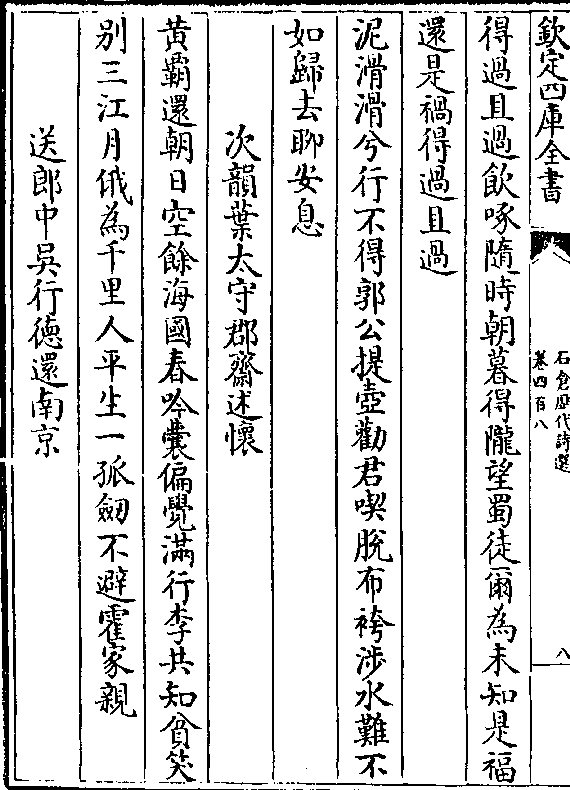 欽定四庫全書
石倉歷代詩選
卷四百八
八
得過且過飲啄隨時朝暮得隴望蜀徒爾為未知是福
還是禍得過且過
泥滑滑兮行不得郭公提壺勸君喫脫布袴涉水難不
如歸去聊安息
次韻葉太守郡齋述懷
黄霸還朝日空餘海國春吟囊偏覺滿行李共知貧笑
别三江月俄為千里人平生一孤劒不避霍家親
送郎中吳行徳還南京